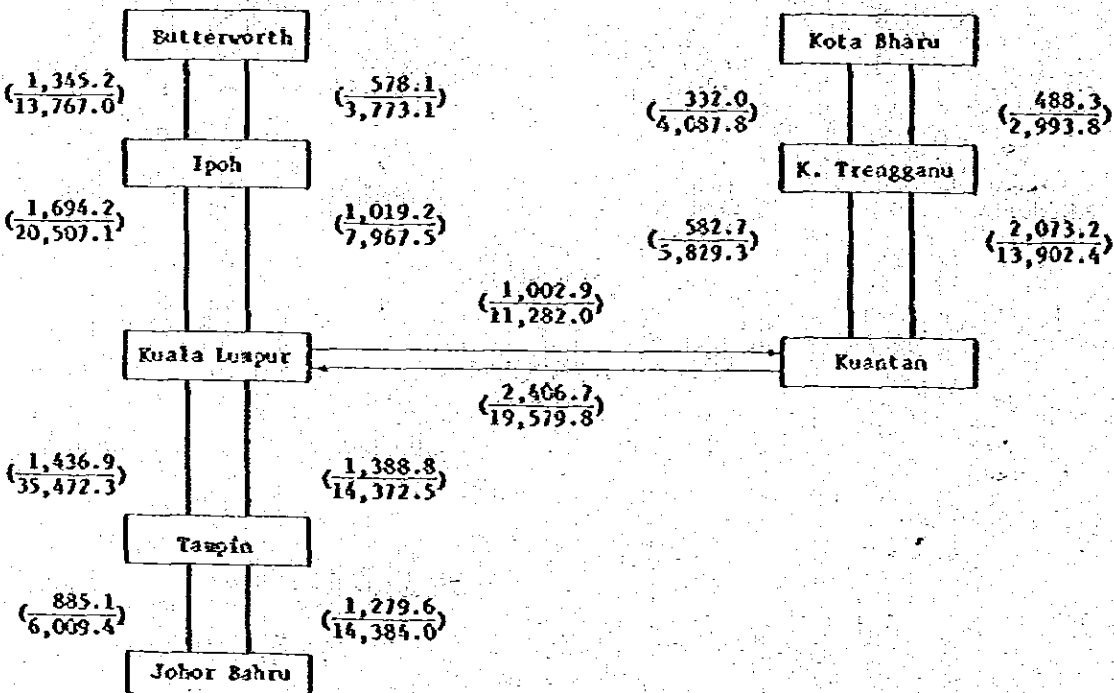 Butterworth
Kota Bharu
(1,345.2 / 13,767.0)
(578.1 / 3,773.1)
(332.0 / 4,087.8)
(488.3 / 2,993.8)
Ipoh
K. Trengganu
(1,694.2 / 20,507.1)
(1,019.2 / 7,967.5)
(582.7 / 5,829.3)
(2,073.2 / 13,902.4)
(1,002.9 / 11,282.0)
Kuala Lumpur
Kuantan
(2,406.7 / 19,579.8)
(1,436.9 / 35,472.3)
(1,388.8 / 14,372.5)
Tampin
(885.1 / 6,009.4)
(1,279.6 / 14,384.0)
Johor Bahru